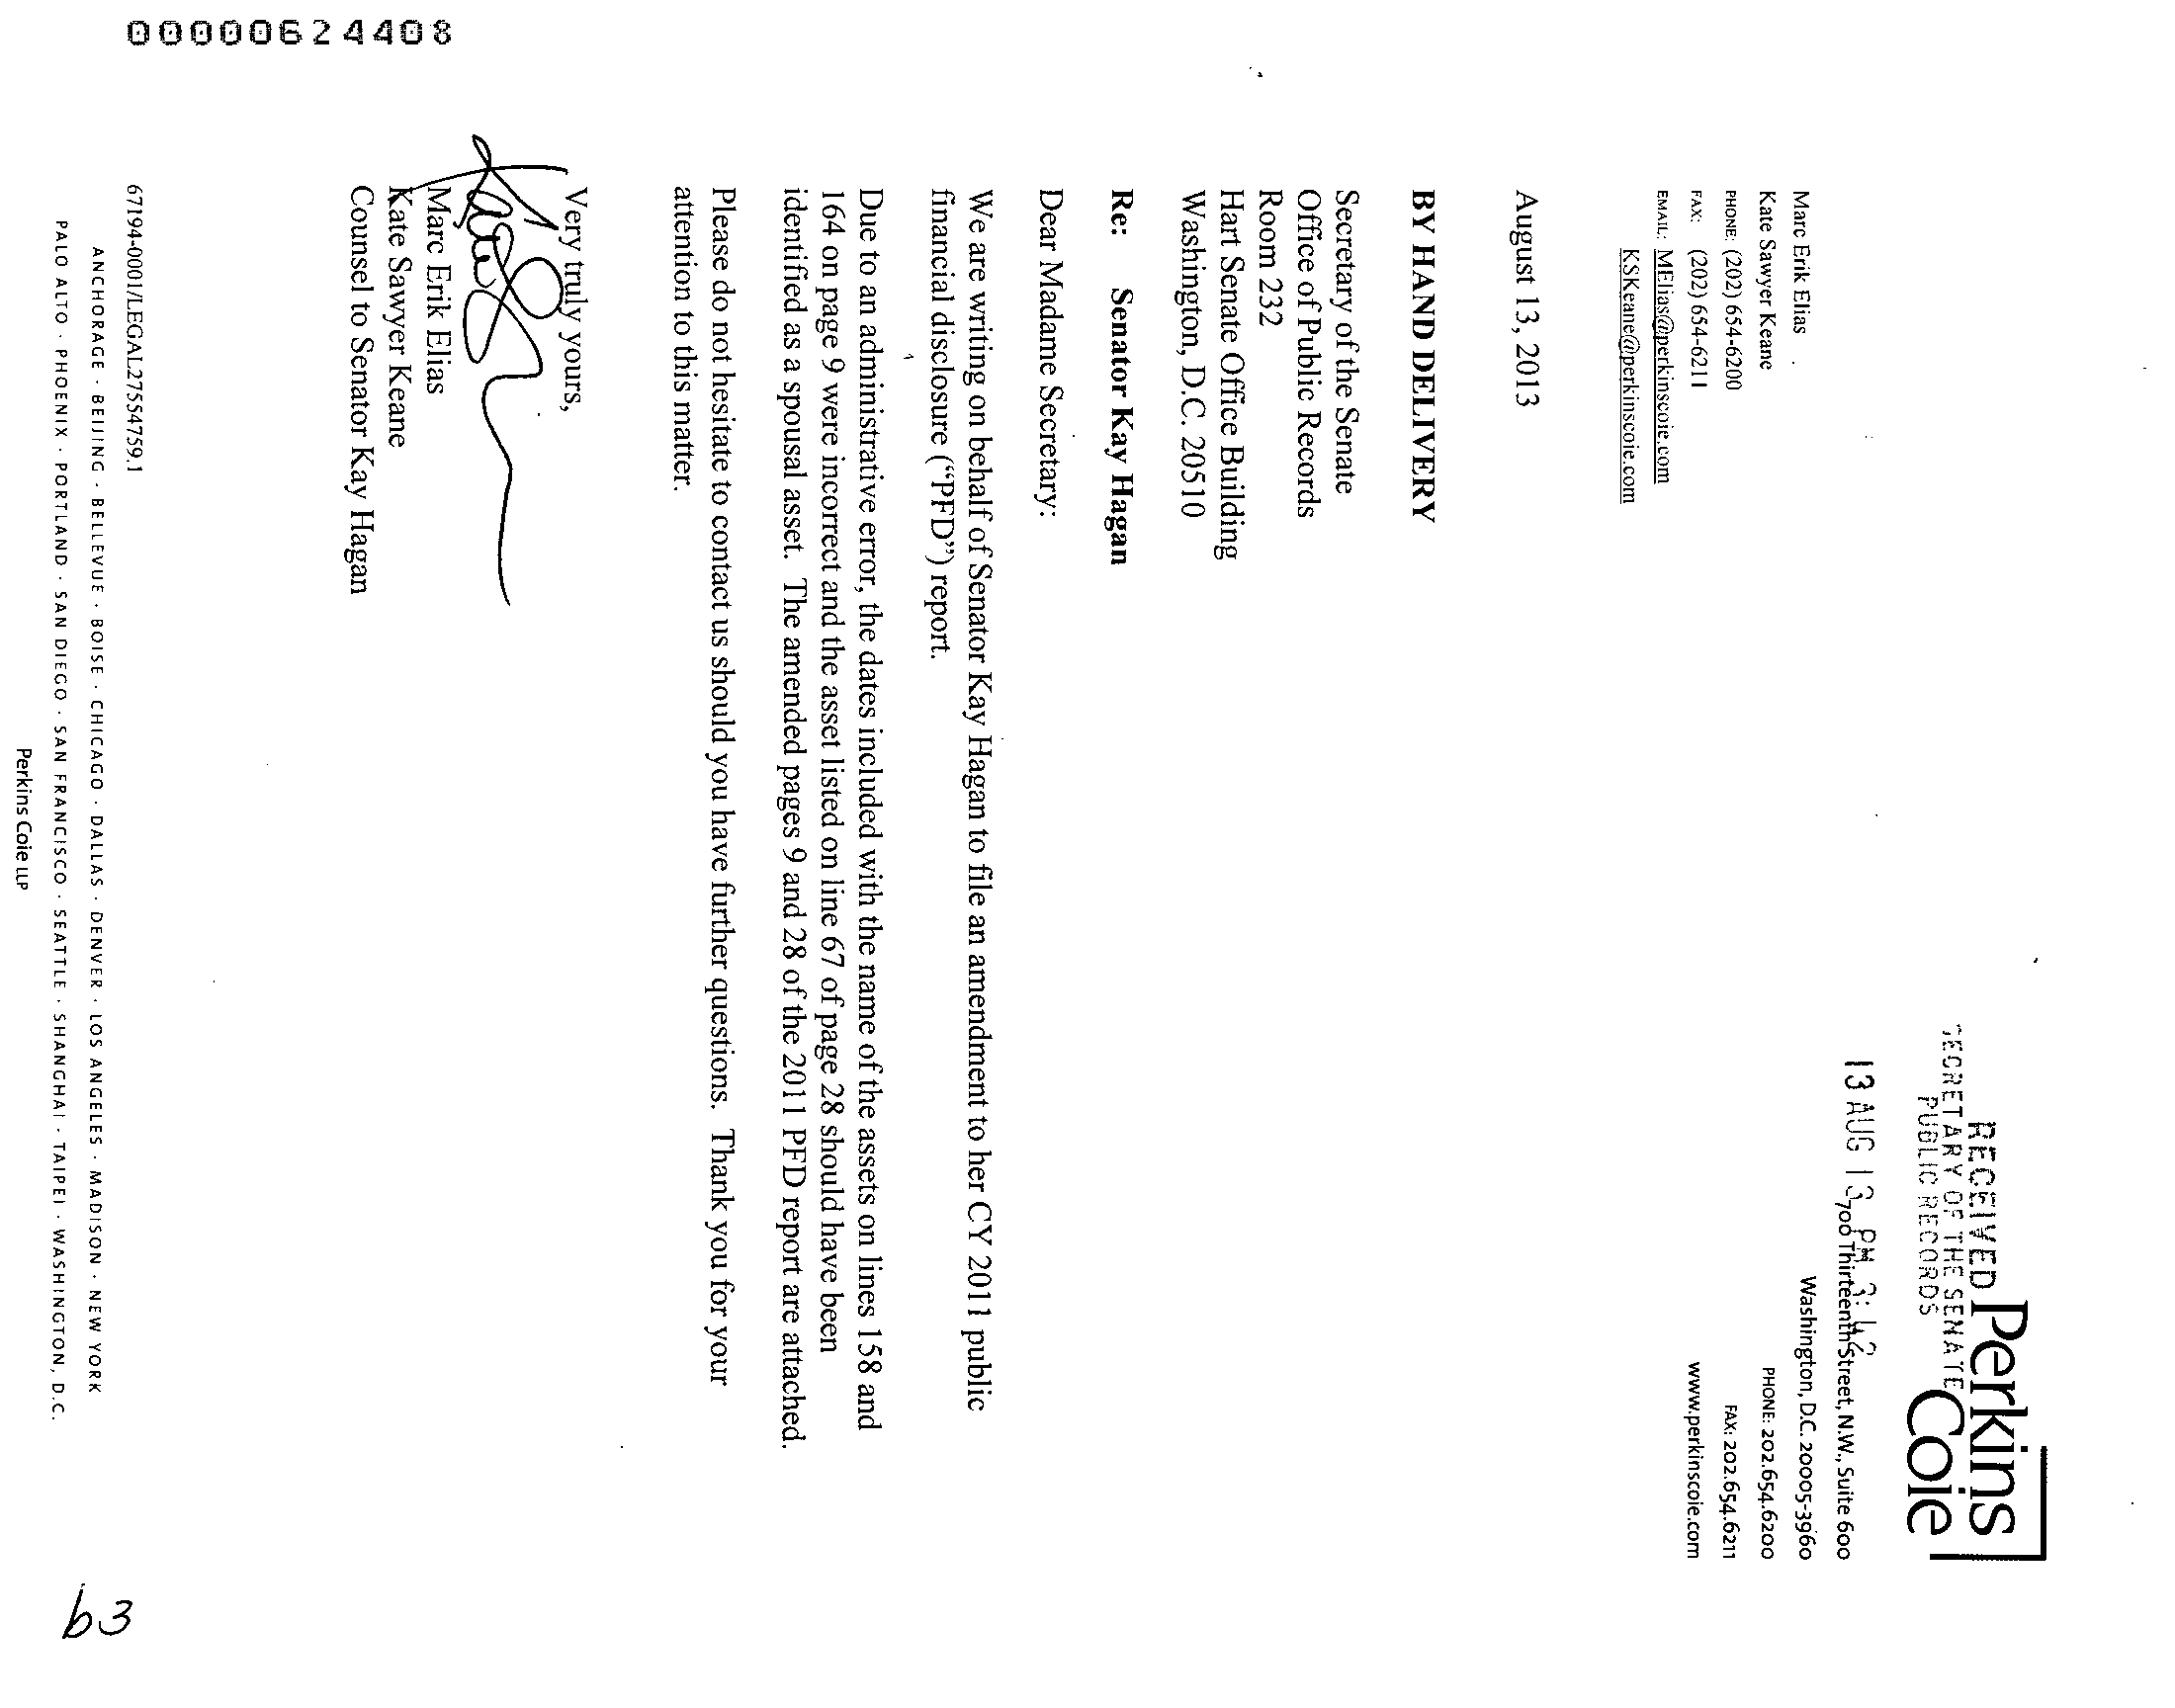 RECEIVED
SECRETARY OF THE SENATE
PUBLIC RECORDS
13 AUG 13 PM 3:42
Perkins
Coie
700 Thirteenth Street, N.W., Suite 600
Washington, D.C. 20005-3960
PHONE: 202.654.6200
FAX: 202.654.6211
www.perkinscoie.com
Marc Erik Elias
Kate Sawyer Keane
PHONE: (202) 654-6200
FAX: (202) 654-6211
EMAIL: MElias@perkinscoie.com
KSKeane@perkinscoie.com
August 13, 2013
BY HAND DELIVERY
Secretary of the Senate
Office of Public Records
Room 232
Hart Senate Office Building
Washington, D.C. 20510
Re: Senator Kay Hagan
Dear Madame Secretary:
We are writing on behalf of Senator Kay Hagan to file an amendment to her CY 2011 public
financial disclosure (“PFD”) report.
Due to an administrative error, the dates included with the name of the assets on lines 158 and
164 on page 9 were incorrect and the asset listed on line 67 of page 28 should have been
identified as a spousal asset. The amended pages 9 and 28 of the 2011 PFD report are attached.
Please do not hesitate to contact us should you have further questions. Thank you for your
attention to this matter.
Very truly yours,
Marc Erik Elias
Kate Sawyer Keane
Counsel to Senator Kay Hagan
67194-0001/LEGAL27554759.1
ANCHORAGE · BEIJING · BELLEVUE · BOISE · CHICAGO · DALLAS · DENVER · LOS ANGELES · MADISON · NEW YORK
PALO ALTO · PHOENIX · PORTLAND · SAN DIEGO · SAN FRANCISCO · SEATTLE · SHANGHAI · TAIPEI · WASHINGTON, D.C.
Perkins Coie LLP
00000624408
b3